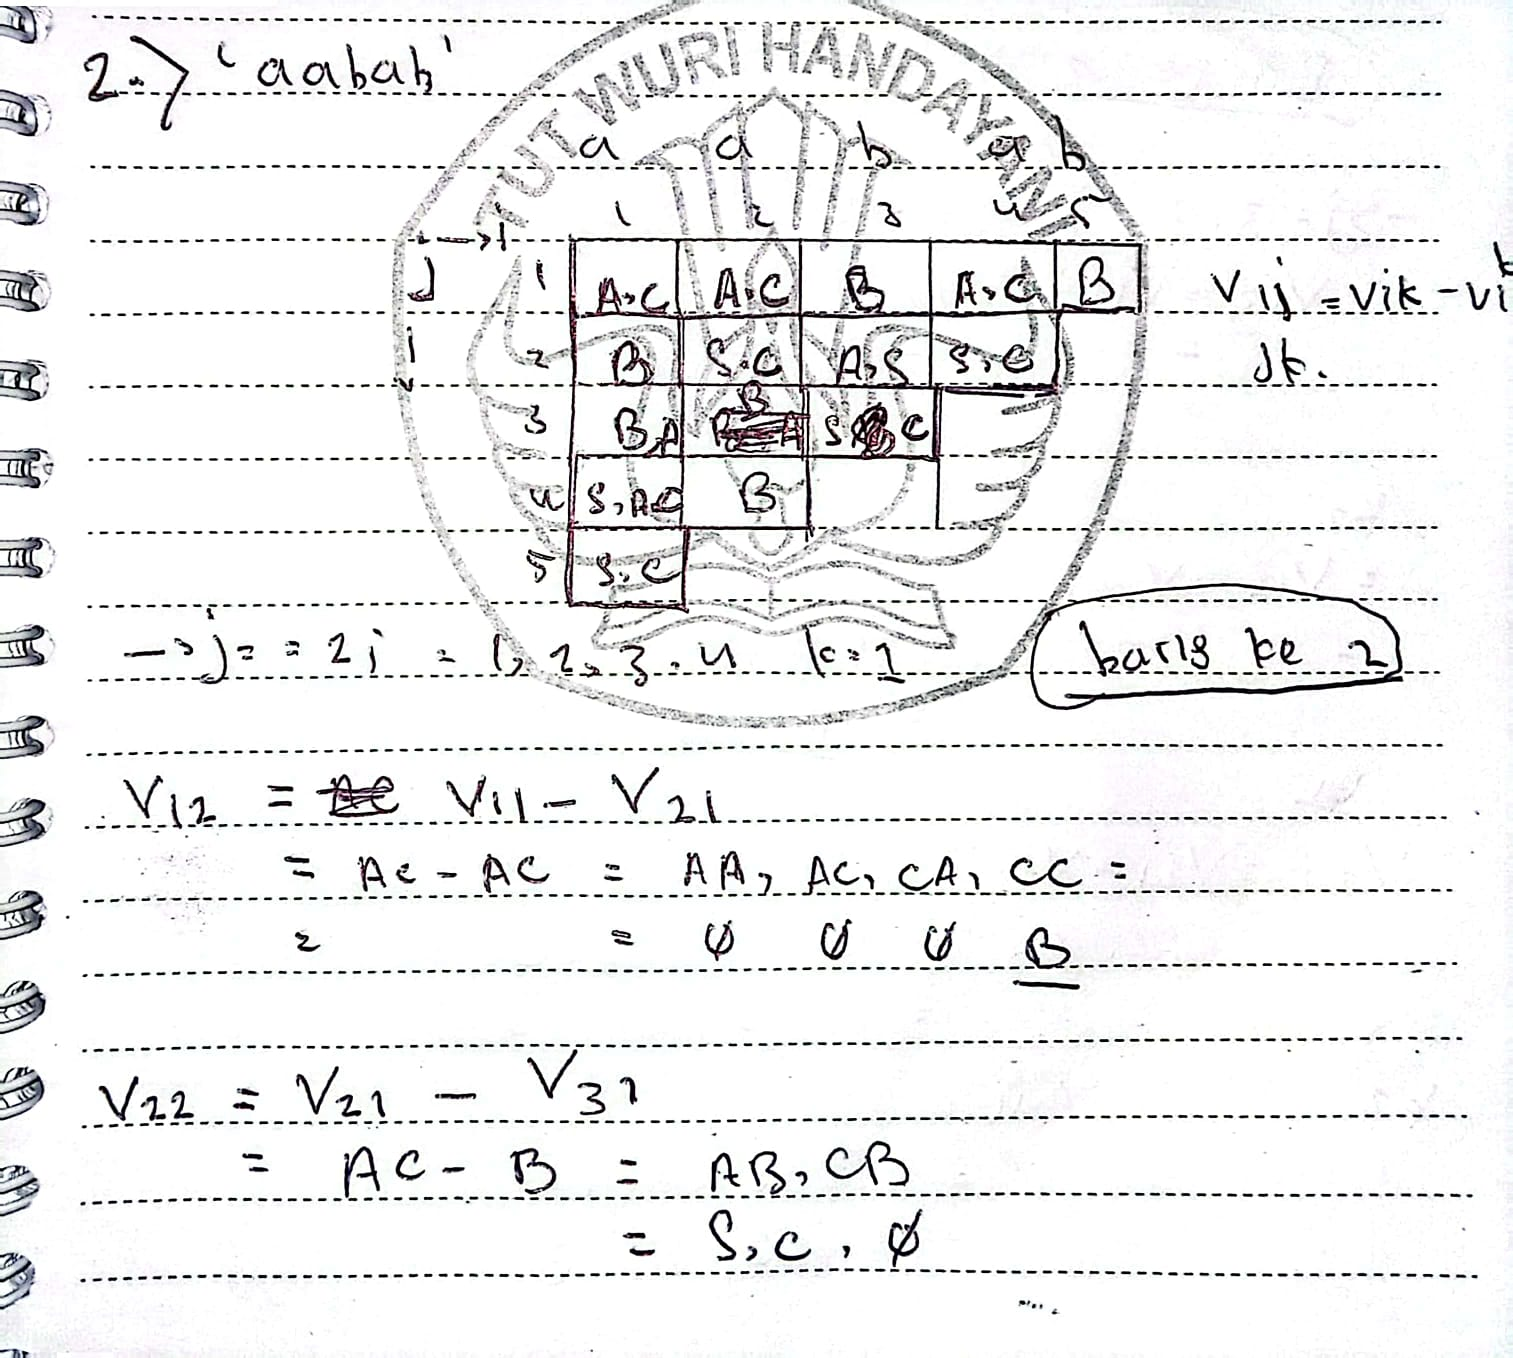 2.) 'aabab'
TUT WURI HANDAYANI
a a b a b
1 2 3 4 5
→ i
j 1 A,C A,C B A,C B Vij = vik - vi
2 B S,C A,S S,C jk.
3 B,A B S C
4 S,A,C B
5 S,C
→ j = = 2 i = 1, 2, 3, 4 k = 1 baris ke 2
V12 = V11 - V21
= AC - AC = AA, AC, CA, CC =
= = ∅ ∅ ∅ B
V22 = V21 - V31
= AC - B = AB, CB
= S,C, ∅